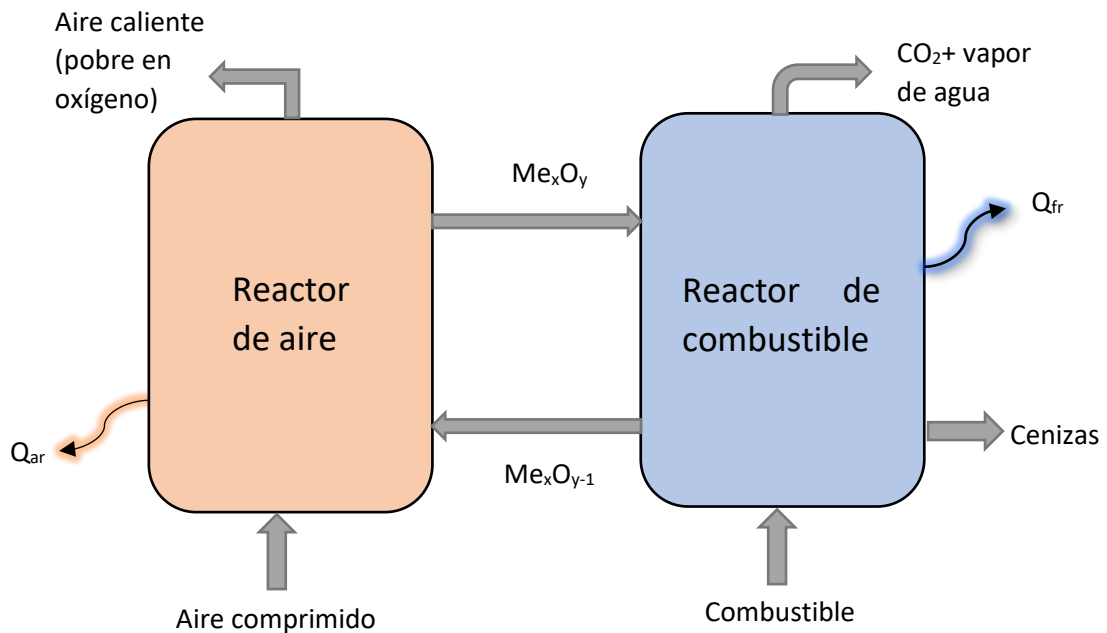 Aire caliente
(pobre en
oxígeno)
CO₂+ vapor
de agua
MeₓOᵧ
Q_fr
Reactor
de aire
Reactor de
combustible
Q_ar
Cenizas
MeₓOᵧ₋₁
Aire comprimido
Combustible